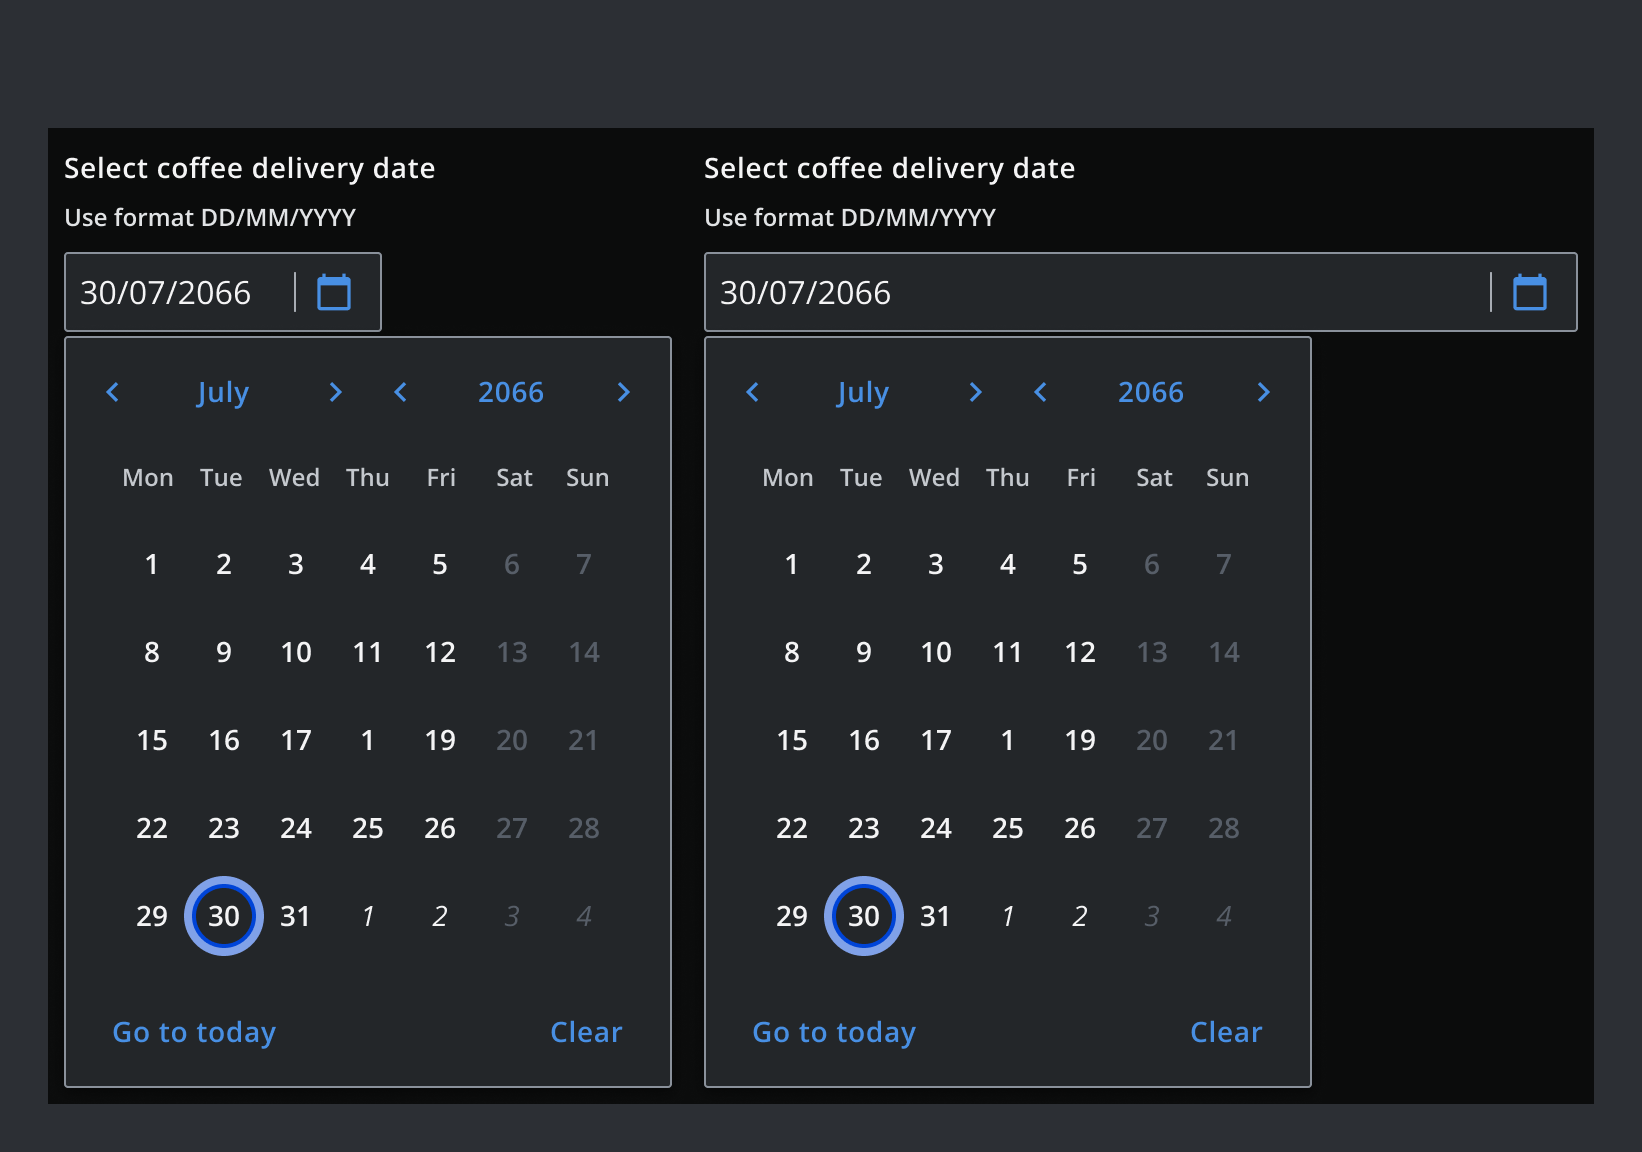 Select coffee delivery date
Use format DD/MM/YYYY
30/07/2066
July 2066
Mon Tue Wed Thu Fri Sat Sun
1 2 3 4 5 6 7
8 9 10 11 12 13 14
15 16 17 1 19 20 21
22 23 24 25 26 27 28
29 30 31 1 2 3 4
Go to today Clear
Select coffee delivery date
Use format DD/MM/YYYY
30/07/2066
July 2066
Mon Tue Wed Thu Fri Sat Sun
1 2 3 4 5 6 7
8 9 10 11 12 13 14
15 16 17 1 19 20 21
22 23 24 25 26 27 28
29 30 31 1 2 3 4
Go to today Clear